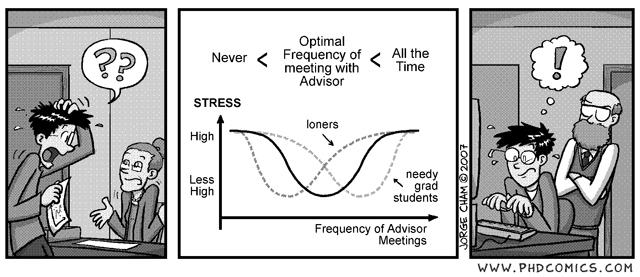 ??
Never < Optimal Frequency of meeting with Advisor < All the Time
STRESS
High
Less High
loners
needy grad students
Frequency of Advisor Meetings
!
JORGE CHAM © 2007
WWW.PHDCOMICS.COM